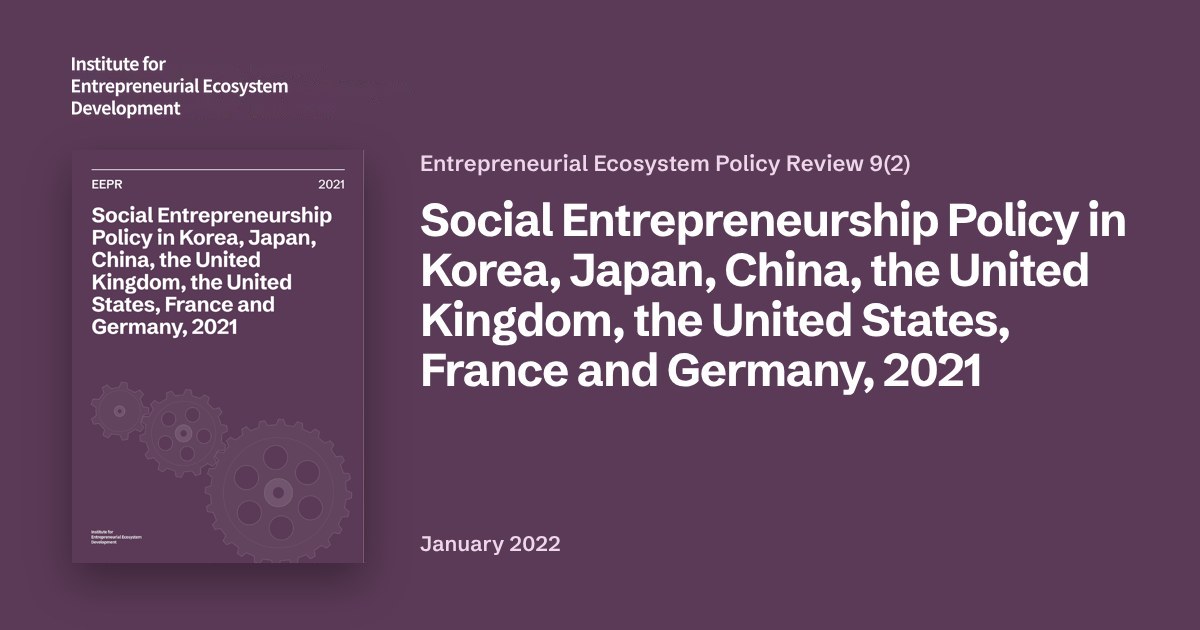 Institute for
Entrepreneurial Ecosystem
Development
EEPR 2021
Social Entrepreneurship
Policy in Korea, Japan,
China, the United
Kingdom, the United
States, France and
Germany, 2021
Institute for
Entrepreneurial Ecosystem
Development
Entrepreneurial Ecosystem Policy Review 9(2)
Social Entrepreneurship Policy in
Korea, Japan, China, the United
Kingdom, the United States,
France and Germany, 2021
January 2022